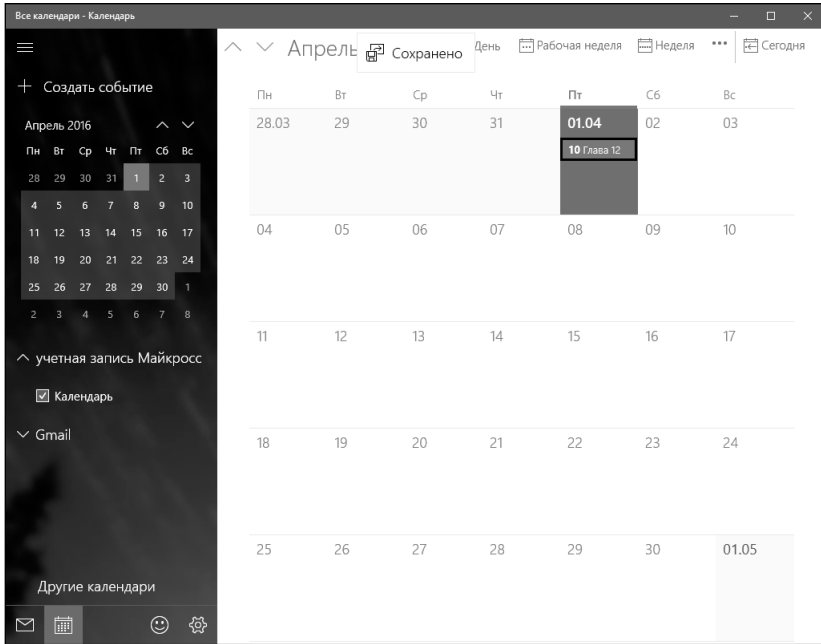 Все календари - Календарь
Создать событие
Апрель 2016
Пн Вт Ср Чт Пт Сб Вс
28 29 30 31 1 2 3
4 5 6 7 8 9 10
11 12 13 14 15 16 17
18 19 20 21 22 23 24
25 26 27 28 29 30 1
2 3 4 5 6 7 8
учетная запись Майкросс
Календарь
Gmail
Другие календари
Апрель
Сохранено
День
Рабочая неделя
Неделя
Сегодня
Пн Вт Ср Чт Пт Сб Вс
28.03 29 30 31 01.04 02 03
10 Глава 12
04 05 06 07 08 09 10
11 12 13 14 15 16 17
18 19 20 21 22 23 24
25 26 27 28 29 30 01.05